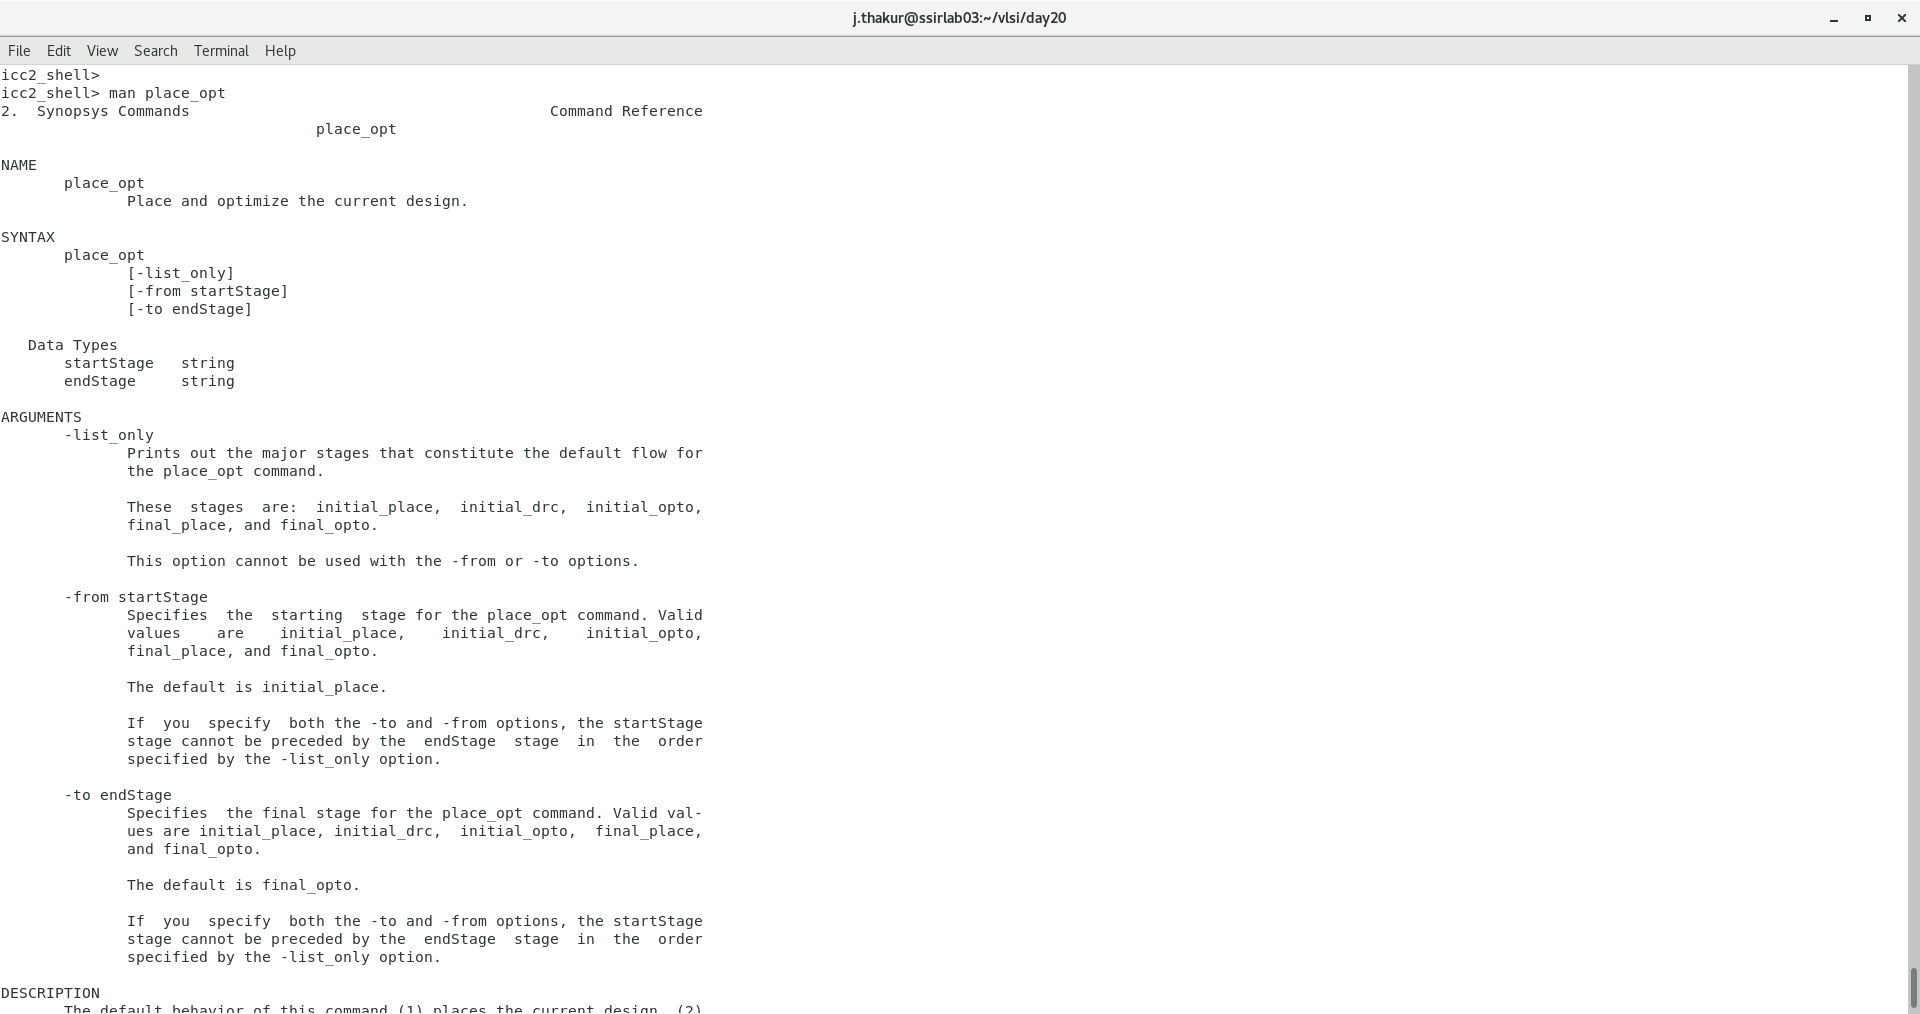 j.thakur@ssirlab03:~/vlsi/day20
File Edit View Search Terminal Help
icc2_shell>
icc2_shell> man place_opt
2.  Synopsys Commands                                        Command Reference
                                   place_opt

NAME
       place_opt
              Place and optimize the current design.

SYNTAX
       place_opt
              [-list_only]
              [-from startStage]
              [-to endStage]

   Data Types
       startStage   string
       endStage     string

ARGUMENTS
       -list_only
              Prints out the major stages that constitute the default flow for
              the place_opt command.

              These  stages  are:  initial_place,  initial_drc,  initial_opto,
              final_place, and final_opto.

              This option cannot be used with the -from or -to options.

       -from startStage
              Specifies  the  starting  stage for the place_opt command. Valid
              values    are    initial_place,    initial_drc,    initial_opto,
              final_place, and final_opto.

              The default is initial_place.

              If  you  specify  both the -to and -from options, the startStage
              stage cannot be preceded by the  endStage  stage  in  the  order
              specified by the -list_only option.

       -to endStage
              Specifies  the final stage for the place_opt command. Valid val-
              ues are initial_place, initial_drc,  initial_opto,  final_place,
              and final_opto.

              The default is final_opto.

              If  you  specify  both the -to and -from options, the startStage
              stage cannot be preceded by the  endStage  stage  in  the  order
              specified by the -list_only option.

DESCRIPTION
       The default behavior of this command (1) places the current design, (2)